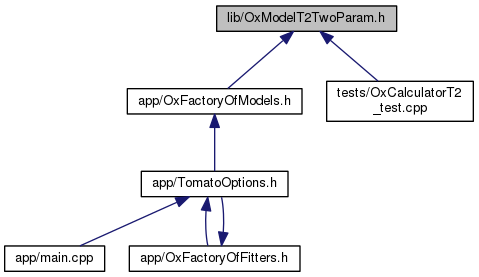 lib/OxModelT2TwoParam.h
app/OxFactoryOfModels.h
tests/OxCalculatorT2
_test.cpp
app/TomatoOptions.h
app/main.cpp
app/OxFactoryOfFitters.h